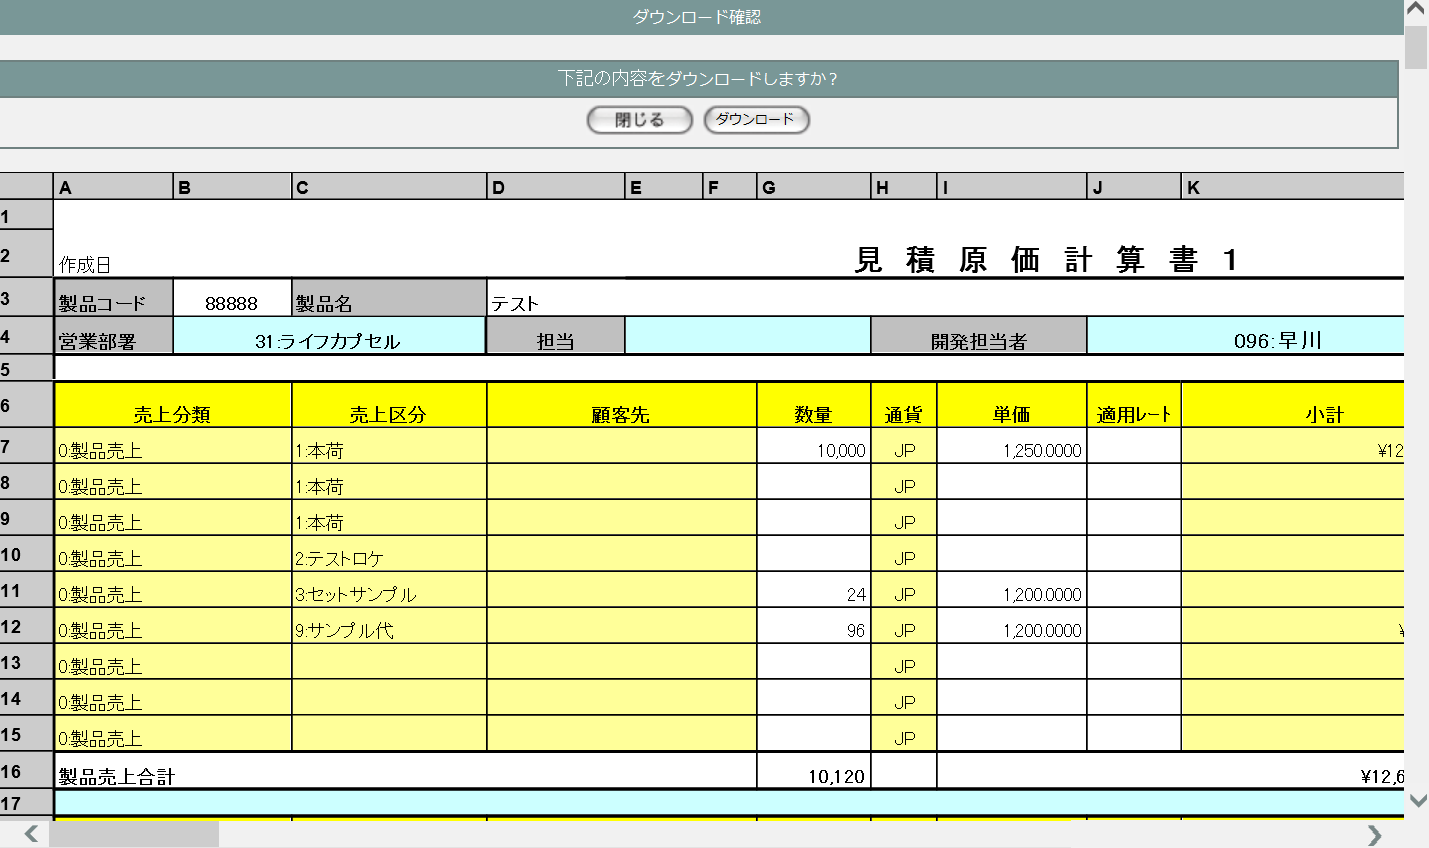 ダウンロード確認
下記の内容をダウンロードしますか？
閉じる ダウンロード
A B C D E F G H I J K
1
2 作成日 見積原価計算書1
3 製品コード 88888 製品名 テスト
4 営業部署 31:ライフカプセル 担当 開発担当者 096:早川
5
6 売上分類 売上区分 顧客先 数量 通貨 単価 適用レート 小計
7 0:製品売上 1:本荷 10,000 JP 1,250.0000 ¥12
8 0:製品売上 1:本荷 JP
9 0:製品売上 1:本荷 JP
10 0:製品売上 2:テストロケ JP
11 0:製品売上 3:セットサンプル 24 JP 1,200.0000
12 0:製品売上 9:サンプル代 96 JP 1,200.0000
13 0:製品売上 JP
14 0:製品売上 JP
15 0:製品売上 JP
16 製品売上合計 10,120 ¥12,6
17